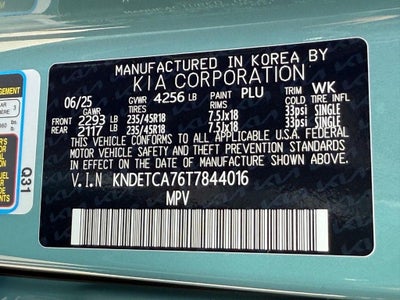 MANUFACTURED IN KOREA BY
KIA CORPORATION
06/25 GVWR 4256 LB PAINT PLU TRIM WK
GAWR TIRES RIMS COLD TIRE INFL.
FRONT 2293 LB 235/45R18 7.5Jx18 33psi SINGLE
REAR 2117 LB 235/45R18 7.5Jx18 33psi SINGLE
THIS VEHICLE CONFORMS TO ALL APPLICABLE U.S.A. FEDERAL
MOTOR VEHICLE SAFETY, BUMPER, AND THEFT PREVENTION STANDARDS
IN EFFECT ON THE DATE OF MANUFACTURE SHOWN ABOVE.
V.I.N KNDETCA76T7844016
MPV
Q31